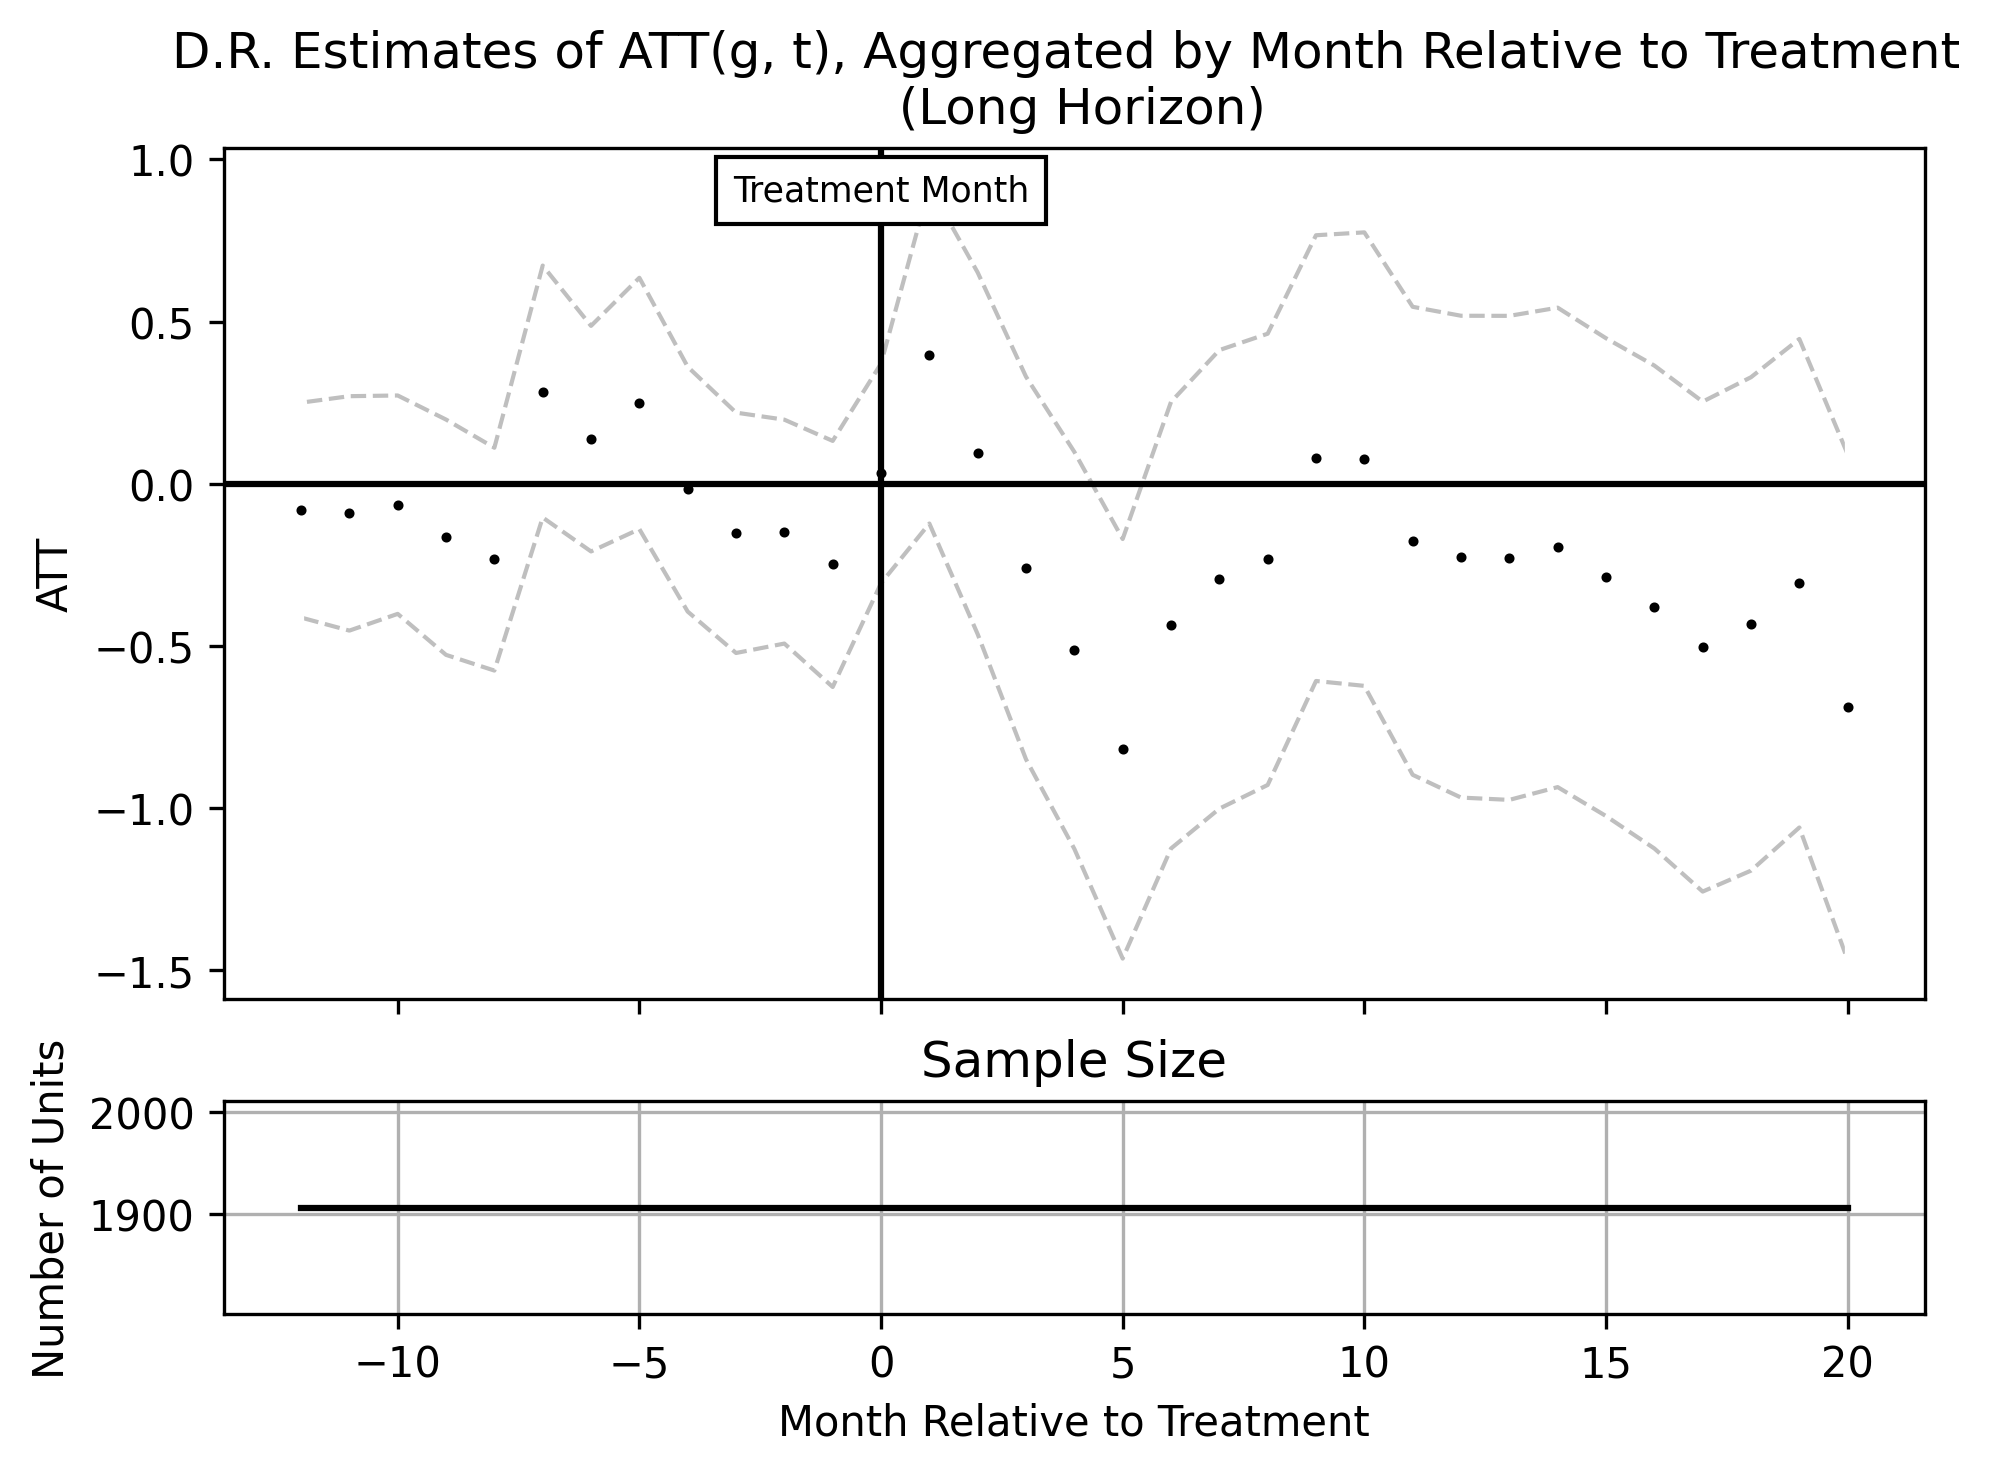 D.R. Estimates of ATT(g, t), Aggregated by Month Relative to Treatment
(Long Horizon)
Treatment Month
1.0
0.5
0.0
−0.5
−1.0
−1.5
ATT
Sample Size
2000
1900
Number of Units
−10 −5 0 5 10 15 20
Month Relative to Treatment